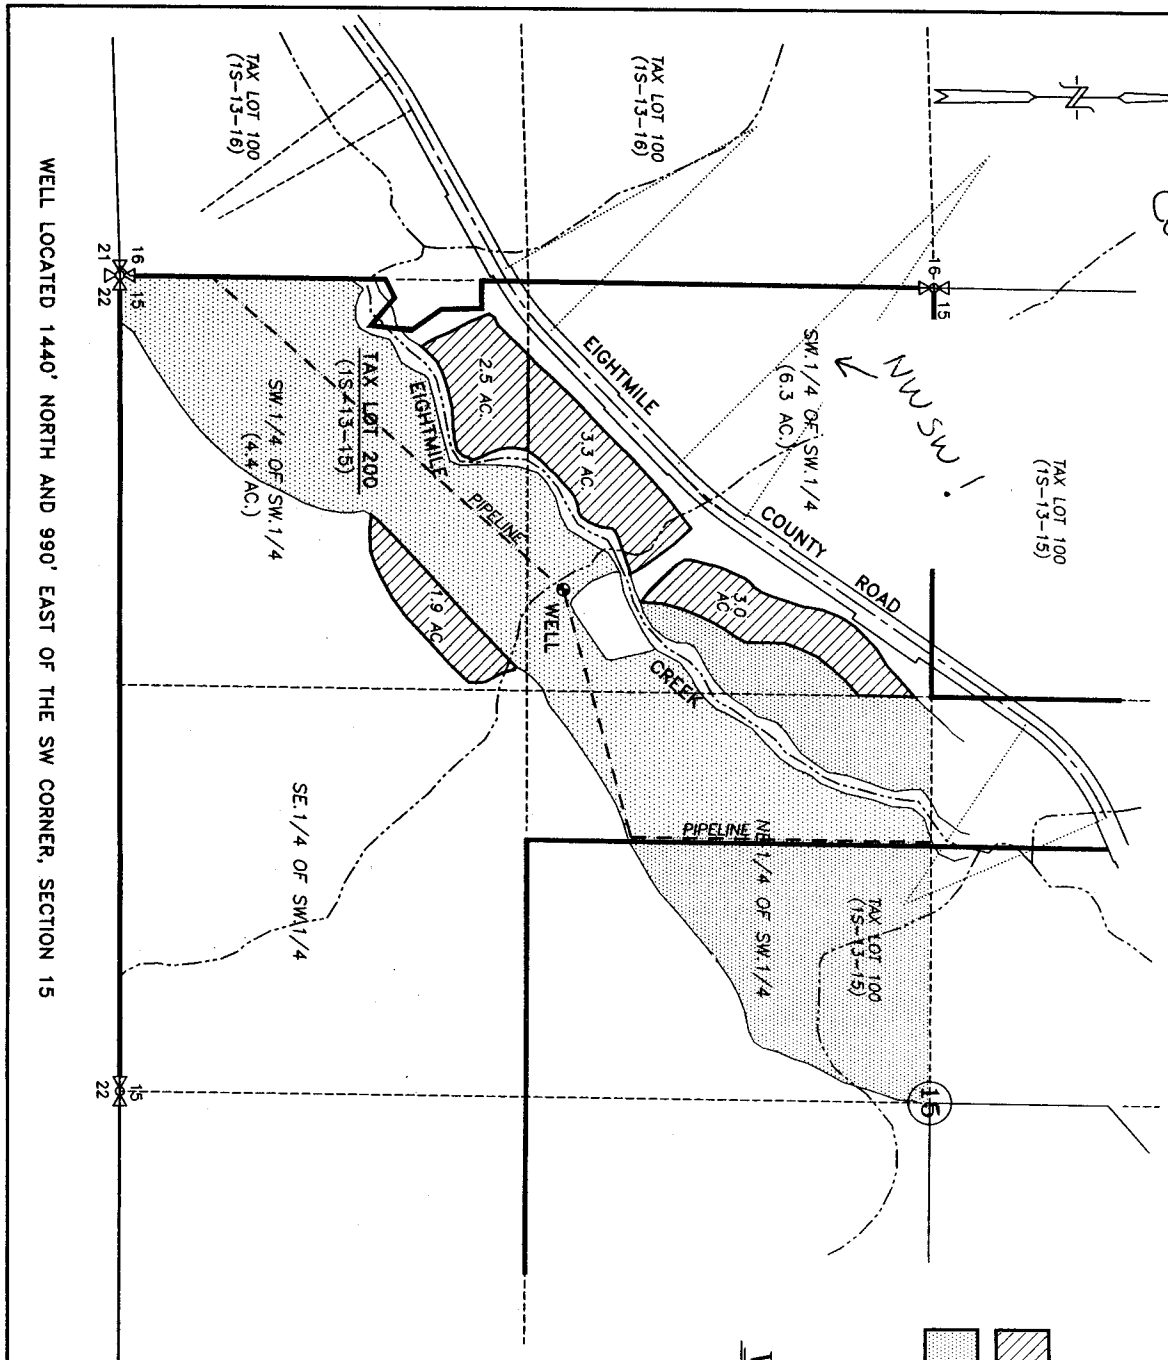 TAX LOT 100
(1S-13-16)
TAX LOT 100
(1S-13-16)
16
15
SW.1/4 OF SW.1/4
(6.3 AC.)
NW SW !
TAX LOT 100
(1S-13-15)
EIGHTMILE
COUNTY
ROAD
2.5 AC.
3.3 AC.
3.0
AC.
TAX LOT 200
(1S-13-15)
EIGHTMILE
CREEK
SW.1/4 OF SW.1/4
(4.4 AC.)
PIPELINE
WELL
1.9 AC.
PIPELINE
NE.1/4 OF SW.1/4
TAX LOT 100
(1S-13-15)
SE.1/4 OF SW.1/4
15
16
15
21
22
15
22
WELL LOCATED 1440' NORTH AND 990' EAST OF THE SW CORNER, SECTION 15